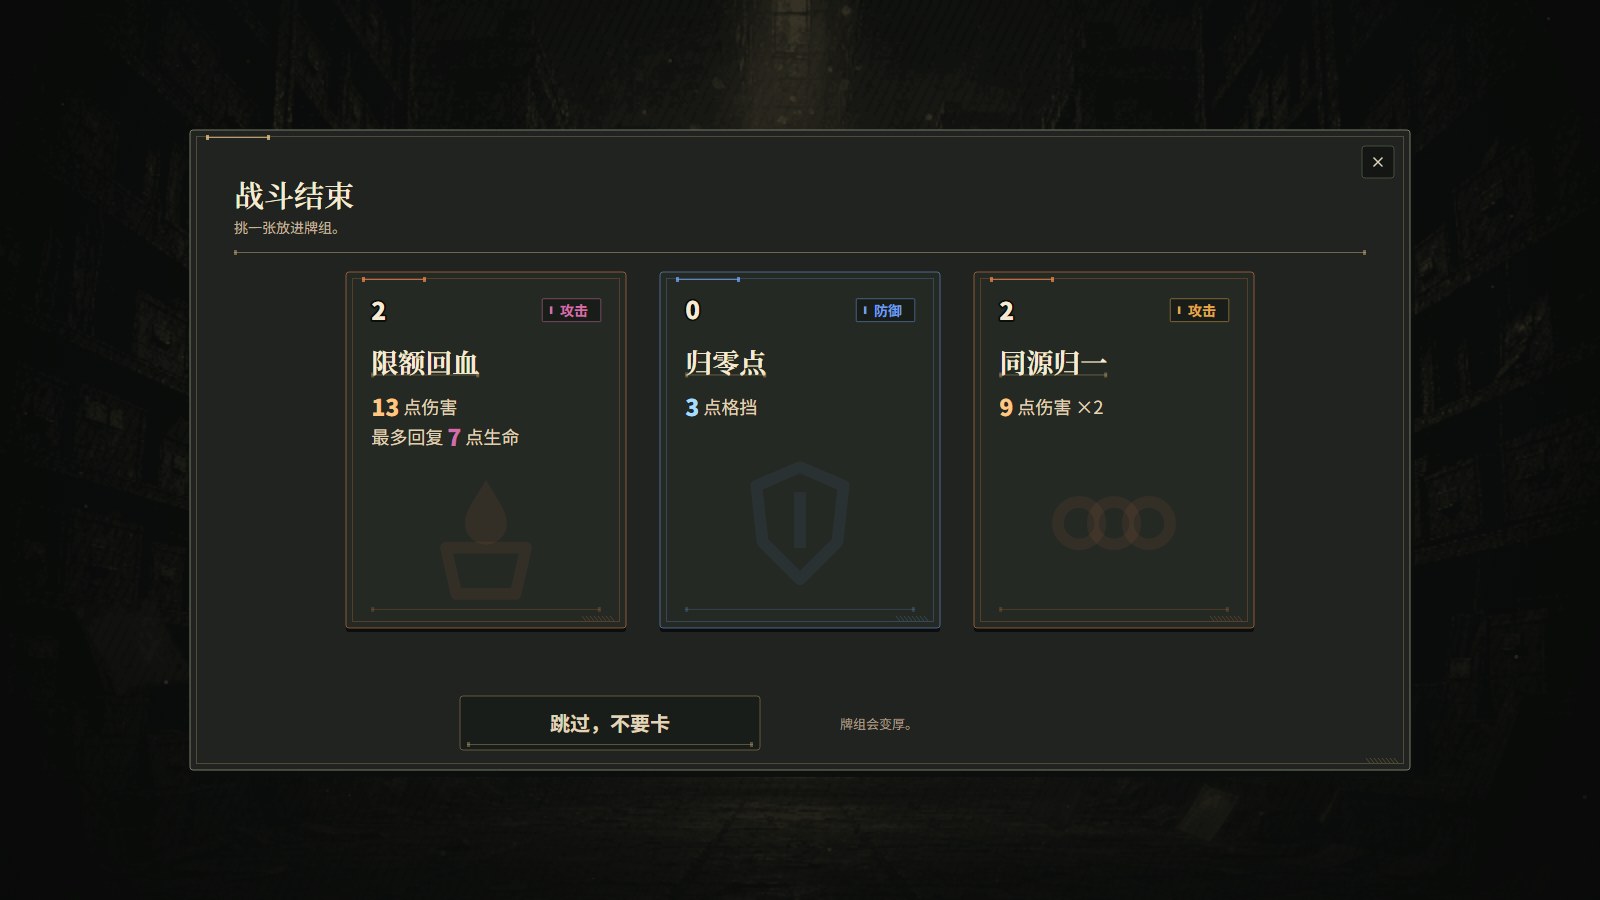 战斗结束
挑一张放进牌组。
2
攻击
限额回血
13 点伤害
最多回复 7 点生命
0
防御
归零点
3 点格挡
2
攻击
同源归一
9 点伤害 ×2
跳过，不要卡
牌组会变厚。